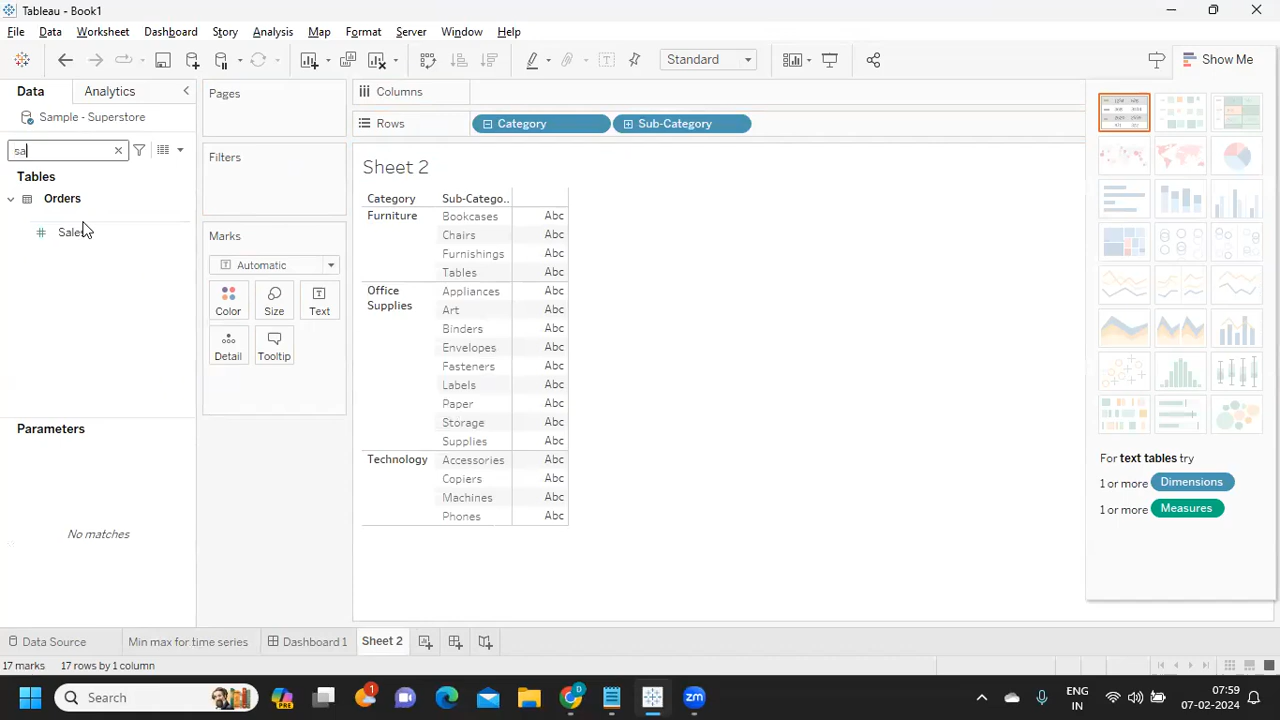 Tableau - Book1
File Data Worksheet Dashboard Story Analysis Map Format Server Window Help
Standard
Show Me
Data Analytics
Pages
Columns
Sample - Superstore
Rows Category Sub-Category
sa
Filters
Sheet 2
Tables
Orders
Sales
Category Sub-Catego..
Furniture Bookcases Abc
Chairs Abc
Furnishings Abc
Tables Abc
Office Supplies Appliances Abc
Art Abc
Binders Abc
Envelopes Abc
Fasteners Abc
Labels Abc
Paper Abc
Storage Abc
Supplies Abc
Technology Accessories Abc
Copiers Abc
Machines Abc
Phones Abc
Marks
Automatic
Color Size Text
Detail Tooltip
Parameters
No matches
For text tables try
1 or more Dimensions
1 or more Measures
Data Source Min max for time series Dashboard 1 Sheet 2
17 marks 17 rows by 1 column
Search
PRE
1
D
zm
ENG
IN
07:59
07-02-2024